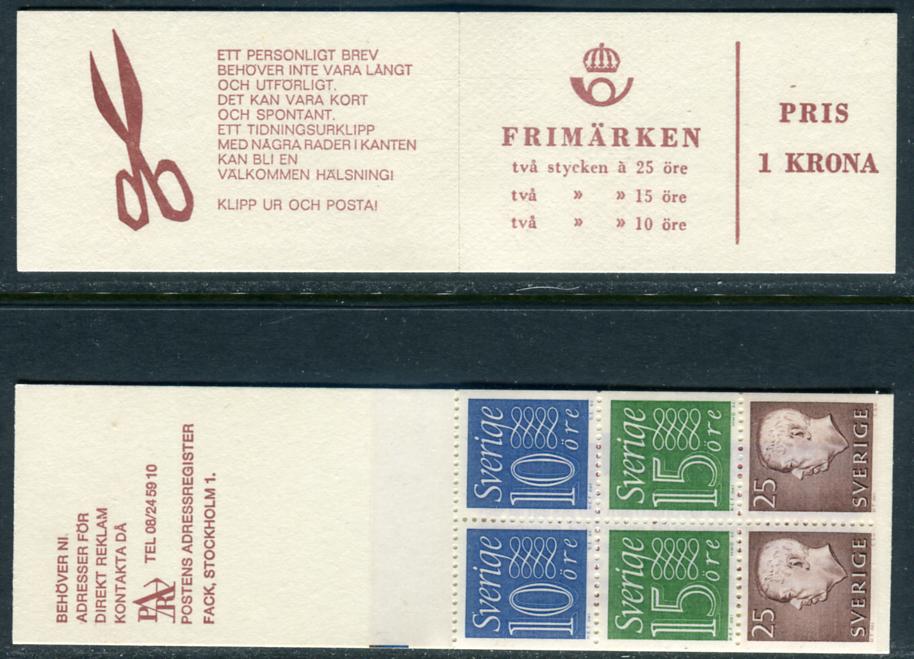 ETT PERSONLIGT BREV
BEHÖVER INTE VARA LÅNGT
OCH UTFÖRLIGT.
DET KAN VARA KORT
OCH SPONTANT.
ETT TIDNINGSURKLIPP
MED NÅGRA RADER I KANTEN
KAN BLI EN
VÄLKOMMEN HÄLSNING!
KLIPP UR OCH POSTA!
FRIMÄRKEN
två stycken à 25 öre
två » » 15 öre
två » » 10 öre
PRIS
1 KRONA
BEHÖVER NI
ADRESSER FÖR
DIREKT REKLAM
KONTAKTA DÅ
PAR TEL 08/24 59 10
POSTENS ADRESSREGISTER
FACK, STOCKHOLM 1.
Sverige
10 öre
Sverige
15 öre
25 SVERIGE
Sverige
10 öre
Sverige
15 öre
25 SVERIGE